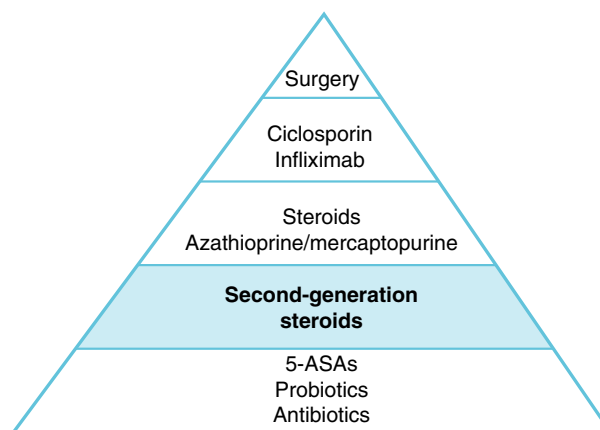 Surgery
Ciclosporin
Infliximab
Steroids
Azathioprine/mercaptopurine
Second-generation
steroids
5-ASAs
Probiotics
Antibiotics